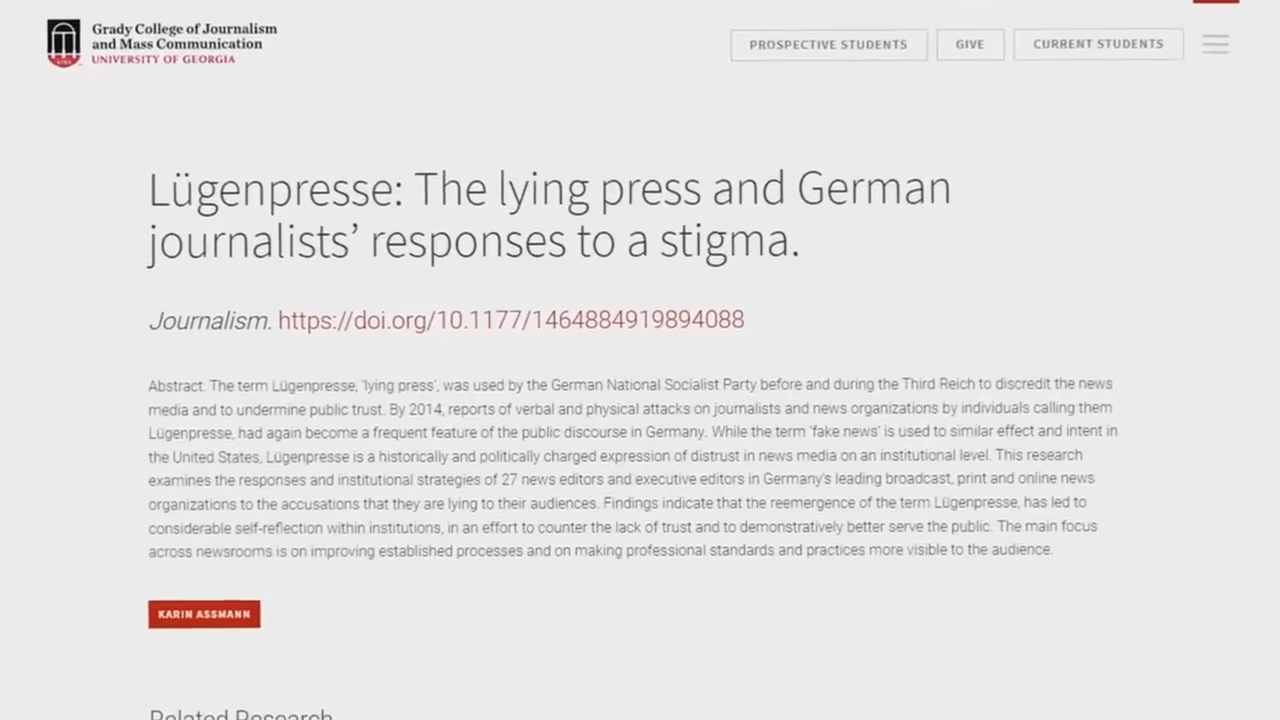 Grady College of Journalism
and Mass Communication
UNIVERSITY OF GEORGIA
PROSPECTIVE STUDENTS
GIVE
CURRENT STUDENTS
Lügenpresse: The lying press and German
journalists’ responses to a stigma.
Journalism. https://doi.org/10.1177/1464884919894088
Abstract: The term Lügenpresse, ‘lying press’, was used by the German National Socialist Party before and during the Third Reich to discredit the news
media and to undermine public trust. By 2014, reports of verbal and physical attacks on journalists and news organizations by individuals calling them
Lügenpresse, had again become a frequent feature of the public discourse in Germany. While the term ‘fake news’ is used to similar effect and intent in
the United States, Lügenpresse is a historically and politically charged expression of distrust in news media on an institutional level. This research
examines the responses and institutional strategies of 27 news editors and executive editors in Germany’s leading broadcast, print and online news
organizations to the accusations that they are lying to their audiences. Findings indicate that the reemergence of the term Lügenpresse, has led to
considerable self-reflection within institutions, in an effort to counter the lack of trust and to demonstratively better serve the public. The main focus
across newsrooms is on improving established processes and on making professional standards and practices more visible to the audience.
KARIN ASSMANN
Related Research